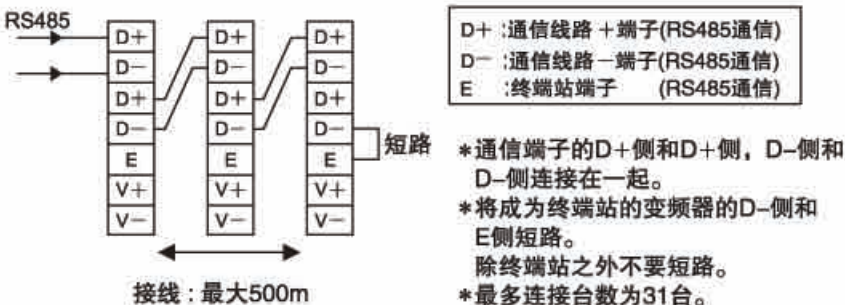 RS485
D+
D−
D+
D−
E
V+
V−
D+
D−
D+
D−
E
V+
V−
D+
D−
D+
D−
E
V+
V−
短路
接线 : 最大500m
D+ :通信线路 +端子(RS485通信)
D− :通信线路−端子(RS485通信)
E :终端站端子 (RS485通信)
*通信端子的D+侧和D+侧，D–侧和
D–侧连接在一起。
*将成为终端站的变频器的D–侧和
E侧短路。
除终端站之外不要短路。
*最多连接台数为31台。